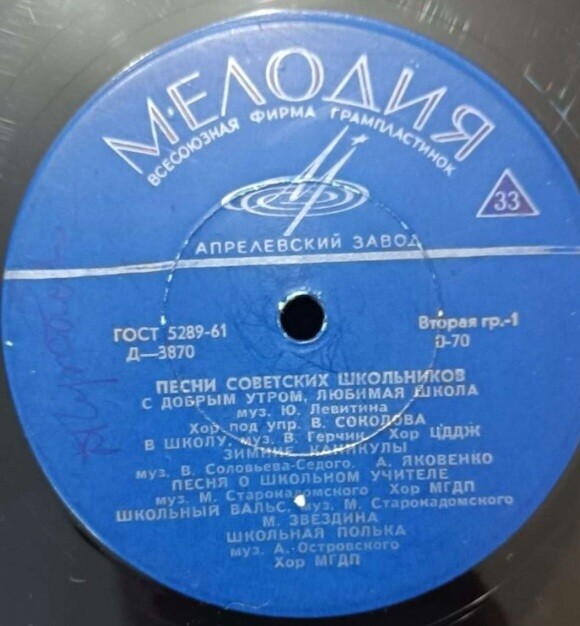 МЕЛОДИЯ
ВСЕСОЮЗНАЯ ФИРМА ГРАМПЛАСТИНОК
33
АПРЕЛЕВСКИЙ ЗАВОД
ГОСТ 5289-61
Вторая гр.-1
Д—3870
0-70
ПЕСНИ СОВЕТСКИХ ШКОЛЬНИКОВ
С ДОБРЫМ УТРОМ, ЛЮБИМАЯ ШКОЛА
муз. Ю. Левитина
Хор под упр. В. СОКОЛОВА
В ШКОЛУ, муз. В. Герчик Хор ЦДДЖ
ЗИМНИЕ КАНИКУЛЫ
муз. В. Соловьева-Седого. А. ЯКОВЕНКО
ПЕСНЯ О ШКОЛЬНОМ УЧИТЕЛЕ
муз. М. Старокадомского Хор МГДП
ШКОЛЬНЫЙ ВАЛЬС, муз. М. Старокадомского
М. ЗВЕЗДИНА
ШКОЛЬНАЯ ПОЛЬКА
муз. А. Островского
Хор МГДП